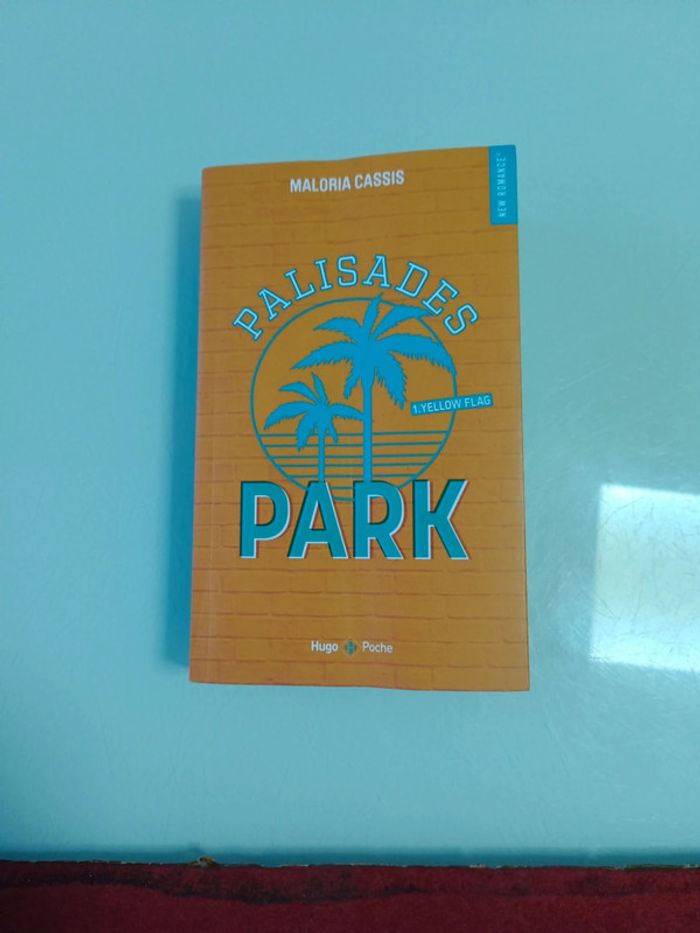 MALORIA CASSIS
NEW ROMANCE®
PALISADES
1.YELLOW FLAG
PARK
Hugo Poche